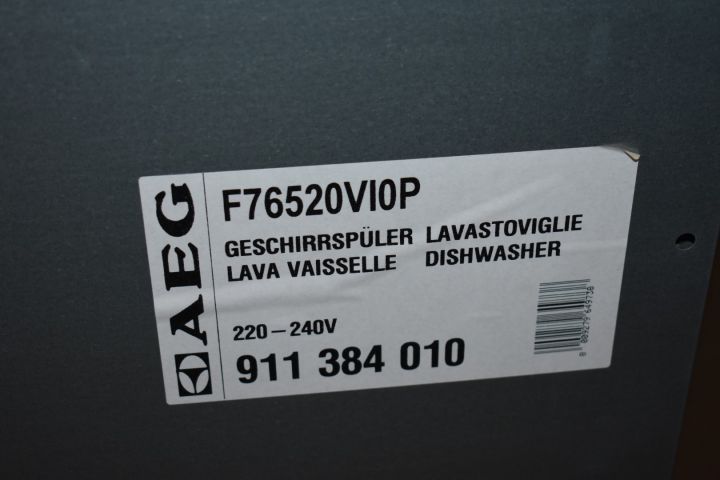 AEG
F76520VI0P
GESCHIRRSPÜLER LAVASTOVIGLIE
LAVA VAISSELLE DISHWASHER
220–240V
911 384 010